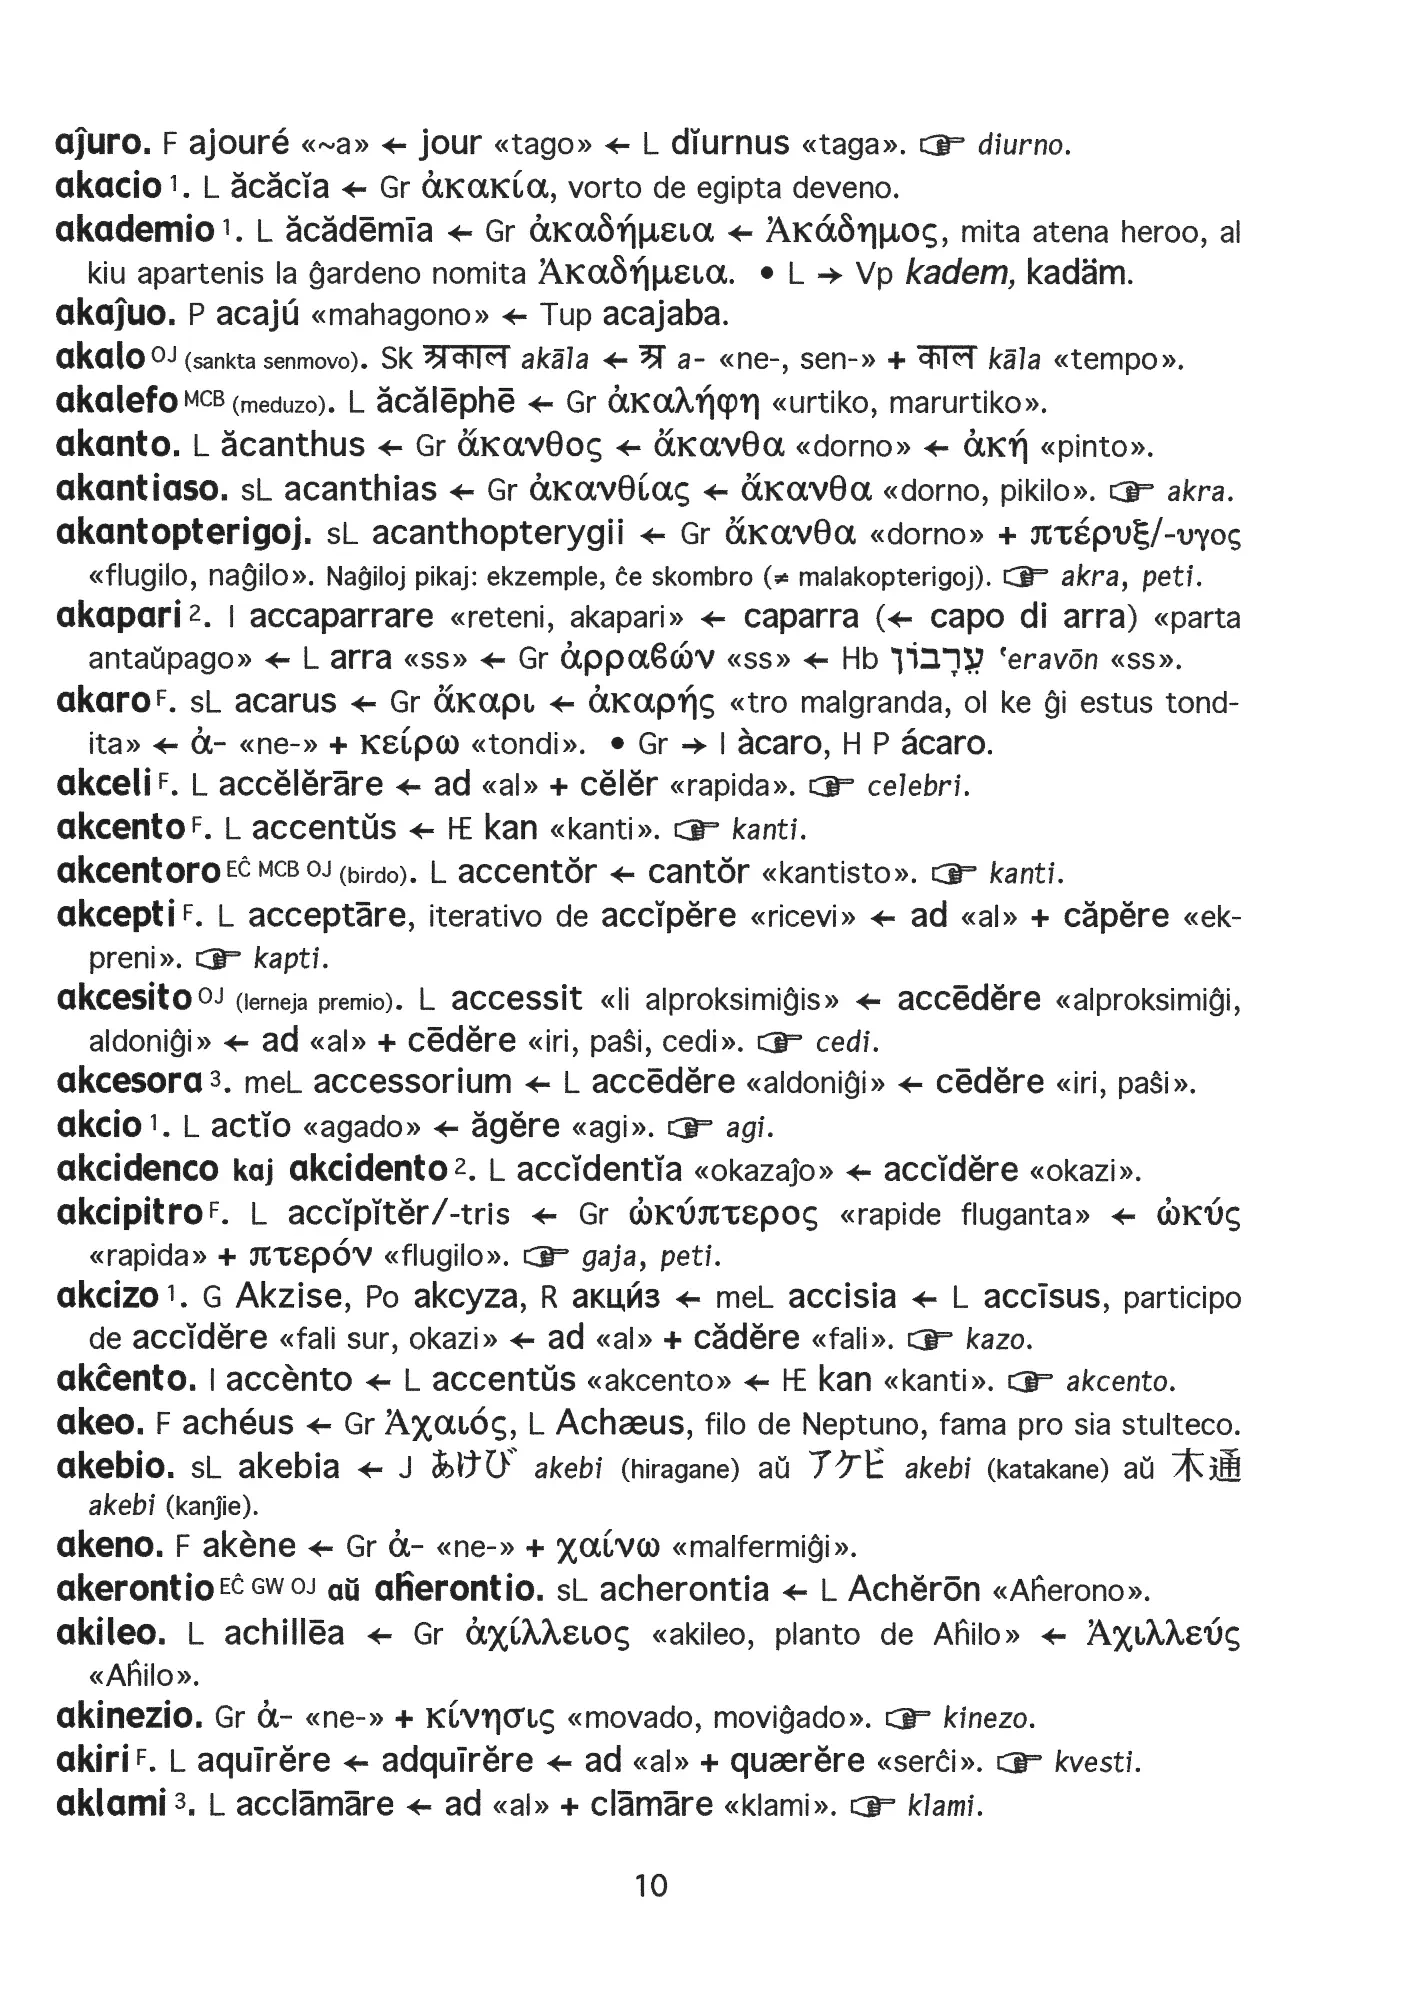 aĵuro. F ajouré «~a» ← jour «tago» ← L dĭurnus «taga». ☞ diurno.
akacio 1. L ăcăcĭa ← Gr ἀκακία, vorto de egipta deveno.
akademio 1. L ăcădēmīa ← Gr ἀκαδήμεια ← Ἀκάδημος, mita atena heroo, al
kiu apartenis la ĝardeno nomita Ἀκαδήμεια. • L → Vp kadem, kadäm.
akaĵuo. P acajú «mahagono» ← Tup acajaba.
akalo OJ (sankta senmovo). Sk अकाल akāla ← अ a- «ne-, sen-» + काल kāla «tempo».
akalefo MCB (meduzo). L ăcălēphē ← Gr ἀκαλήφη «urtiko, marurtiko».
akanto. L ăcanthus ← Gr ἄκανθος ← ἄκανθα «dorno» ← ἀκή «pinto».
akantiaso. sL acanthias ← Gr ἀκανθίας ← ἄκανθα «dorno, pikilo». ☞ akra.
akantopterigoj. sL acanthopterygii ← Gr ἄκανθα «dorno» + πτέρυξ/-υγος
«flugilo, naĝilo». Naĝiloj pikaj: ekzemple, ĉe skombro (≠ malakopterigoj). ☞ akra, peti.
akapari 2. I accaparrare «reteni, akapari» ← caparra (← capo di arra) «parta
antaŭpago» ← L arra «ss» ← Gr ἀρραϐών «ss» ← Hb עֵרָבוֹן ‘eravōn «ss».
akaro F. sL acarus ← Gr ἄκαρι ← ἀκαρής «tro malgranda, ol ke ĝi estus tond-
ita» ← ἀ- «ne-» + κείρω «tondi». • Gr → I àcaro, H P ácaro.
akceli F. L accĕlĕrāre ← ad «al» + cĕlĕr «rapida». ☞ celebri.
akcento F. L accentŭs ← IE kan «kanti». ☞ kanti.
akcentoro EĈ MCB OJ (birdo). L accentŏr ← cantŏr «kantisto». ☞ kanti.
akcepti F. L acceptāre, iterativo de accĭpĕre «ricevi» ← ad «al» + căpĕre «ek-
preni». ☞ kapti.
akcesito OJ (lerneja premio). L accessit «li alproksimiĝis» ← accēdĕre «alproksimiĝi,
aldoniĝi» ← ad «al» + cēdĕre «iri, paŝi, cedi». ☞ cedi.
akcesora 3. meL accessorium ← L accēdĕre «aldoniĝi» ← cēdĕre «iri, paŝi».
akcio 1. L actĭo «agado» ← ăgĕre «agi». ☞ agi.
akcidenco kaj akcidento 2. L accĭdentĭa «okazaĵo» ← accĭdĕre «okazi».
akcipitro F. L accĭpĭtĕr/-tris ← Gr ὠκύπτερος «rapide fluganta» ← ὠκύς
«rapida» + πτερόν «flugilo». ☞ gaja, peti.
akcizo 1. G Akzise, Po akcyza, R акци́з ← meL accisia ← L accīsus, participo
de accĭdĕre «fali sur, okazi» ← ad «al» + cădĕre «fali». ☞ kazo.
akĉento. I accènto ← L accentŭs «akcento» ← IE kan «kanti». ☞ akcento.
akeo. F achéus ← Gr Ἀχαιός, L Achæus, filo de Neptuno, fama pro sia stulteco.
akebio. sL akebia ← J あけび akebi (hiragane) aŭ アケビ akebi (katakane) aŭ 木通
akebi (kanĵie).
akeno. F akène ← Gr ἀ- «ne-» + χαίνω «malfermiĝi».
akerontio EĈ GW OJ aŭ aĥerontio. sL acherontia ← L Achĕrōn «Aĥerono».
akileo. L achillēa ← Gr ἀχίλλειος «akileo, planto de Aĥilo» ← Ἀχιλλεύς
«Aĥilo».
akinezio. Gr ἀ- «ne-» + κίνησις «movado, moviĝado». ☞ kinezo.
akiri F. L aquīrĕre ← adquīrĕre ← ad «al» + quærĕre «serĉi». ☞ kvesti.
aklami 3. L acclāmāre ← ad «al» + clāmāre «klami». ☞ klami.
10